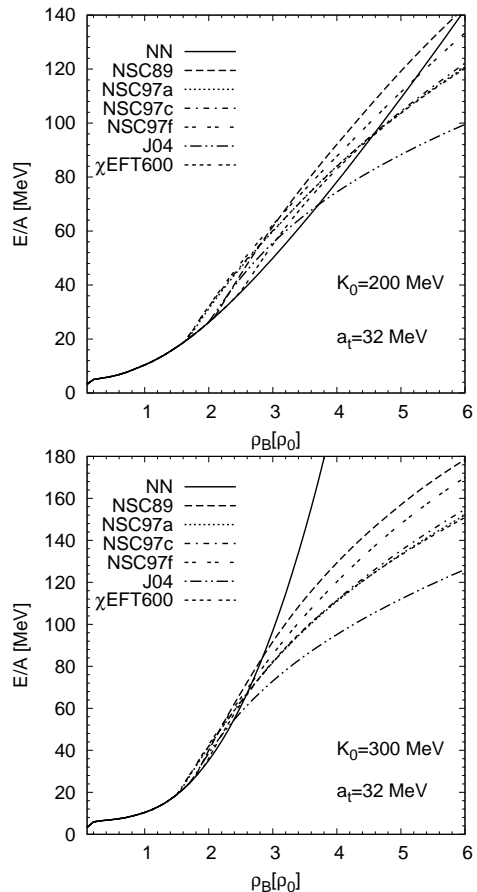 140
120
100
80
60
40
20
0
E/A [MeV]
NN
NSC89
NSC97a
NSC97c
NSC97f
J04
χEFT600
K₀=200 MeV
aₜ=32 MeV
1 2 3 4 5 6
ρ_B[ρ₀]
180
160
140
120
100
80
60
40
20
0
E/A [MeV]
NN
NSC89
NSC97a
NSC97c
NSC97f
J04
χEFT600
K₀=300 MeV
aₜ=32 MeV
1 2 3 4 5 6
ρ_B[ρ₀]